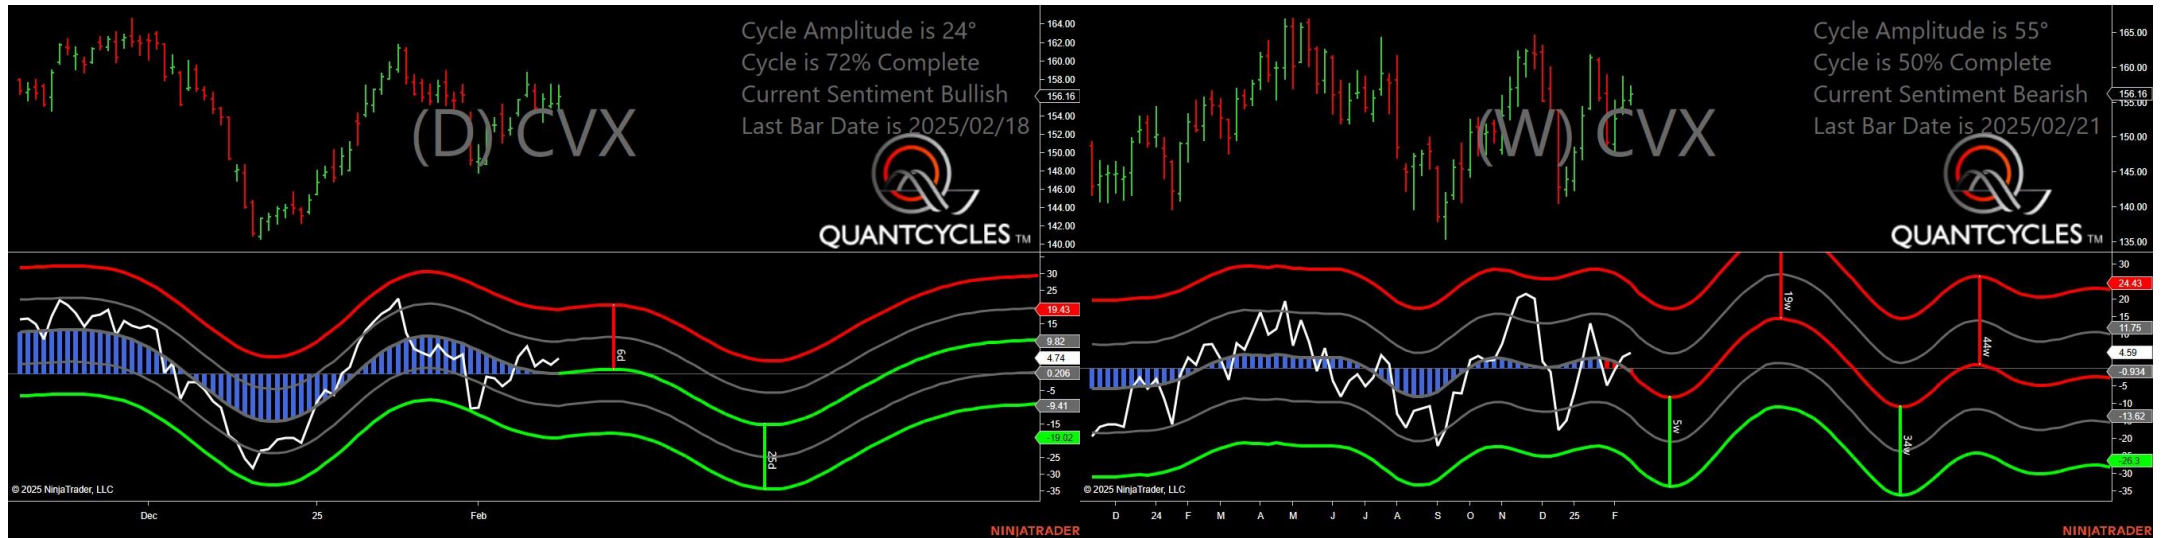 Cycle Amplitude is 24°
Cycle is 72% Complete
Current Sentiment Bullish
Last Bar Date is 2025/02/18
(D) CVX
QUANTCYCLES TM
164.00
162.00
160.00
158.00
156.16
154.00
152.00
150.00
148.00
146.00
144.00
142.00
140.00
30
25
19.43
15
9.82
4.74
0.206
-5
-9.41
-15
-19.02
-25
-30
-35
6d
25d
© 2025 NinjaTrader, LLC
Dec
25
Feb
NINJATRADER
Cycle Amplitude is 55°
Cycle is 50% Complete
Current Sentiment Bearish
Last Bar Date is 2025/02/21
(W) CVX
QUANTCYCLES TM
165.00
160.00
156.16
155.00
150.00
145.00
140.00
135.00
30
24.43
20
15
11.75
4.59
-0.934
-5
-10
-13.62
-20
-26.3
-30
-35
19w
44w
5w
34w
© 2025 NinjaTrader, LLC
D 24 F M A M J J A S O N D 25 F
NINJATRADER